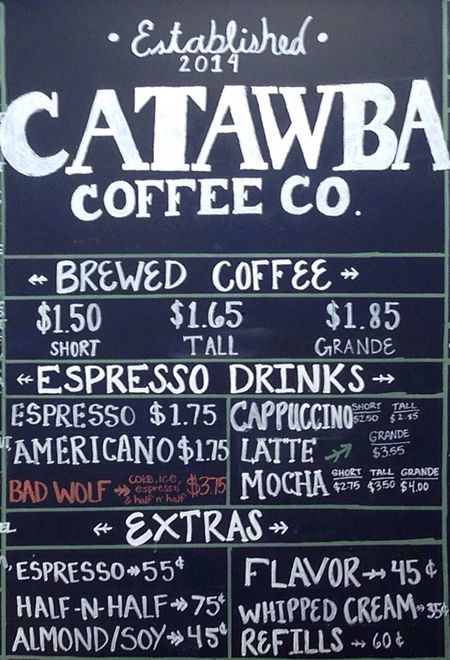 • Established •
2014
CATAWBA
COFFEE CO.
BREWED COFFEE
$1.50 $1.65 $1.85
SHORT TALL GRANDE
ESPRESSO DRINKS
ESPRESSO $1.75
AMERICANO $1.75
BAD WOLF coke, ice, espresso & half n' half $3.75
CAPPUCCINO SHORT $2.50 TALL
LATTE GRANDE $3.55
MOCHA SHORT $2.75 TALL $3.50 GRANDE $4.00
EXTRAS
ESPRESSO 55¢
HALF-N-HALF 75¢
ALMOND/SOY 45¢
FLAVOR 45¢
WHIPPED CREAM 35¢
REFILLS 60¢